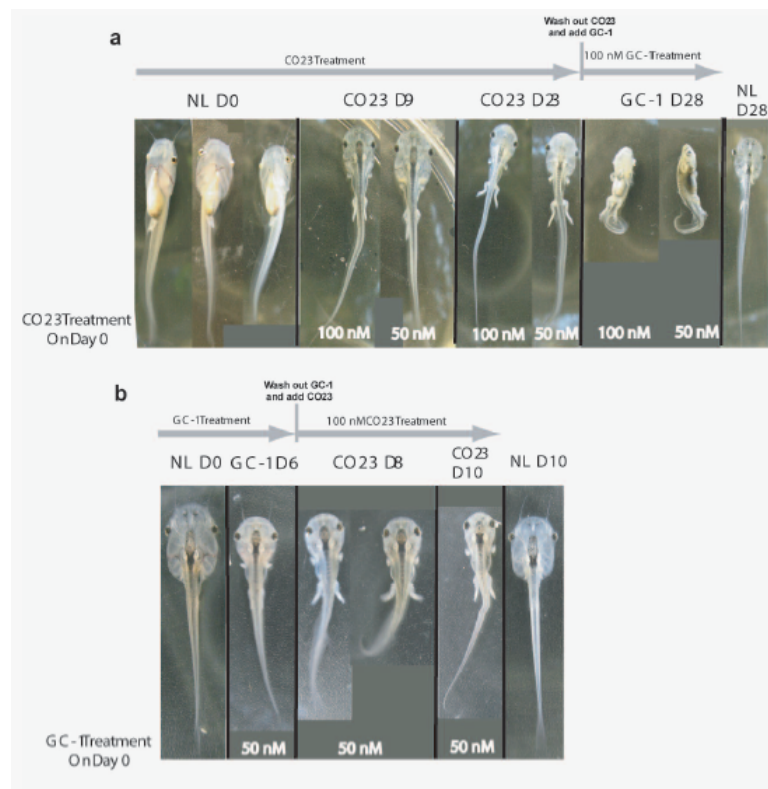 a
Wash out CO23
and add GC-1
CO23Treatment
100 nM GC-1Treatment
NL D0
CO23 D9
CO23 D23
GC-1 D28
NL
D28
CO23Treatment
OnDay 0
100 nM
50 nM
100 nM
50 nM
100 nM
50 nM
b
Wash out GC-1
and add CO23
GC-1Treatment
100 nMCO23Treatment
NL D0
GC-1D6
CO23 D8
CO23
D10
NL D10
GC-1Treatment
OnDay 0
50 nM
50 nM
50 nM